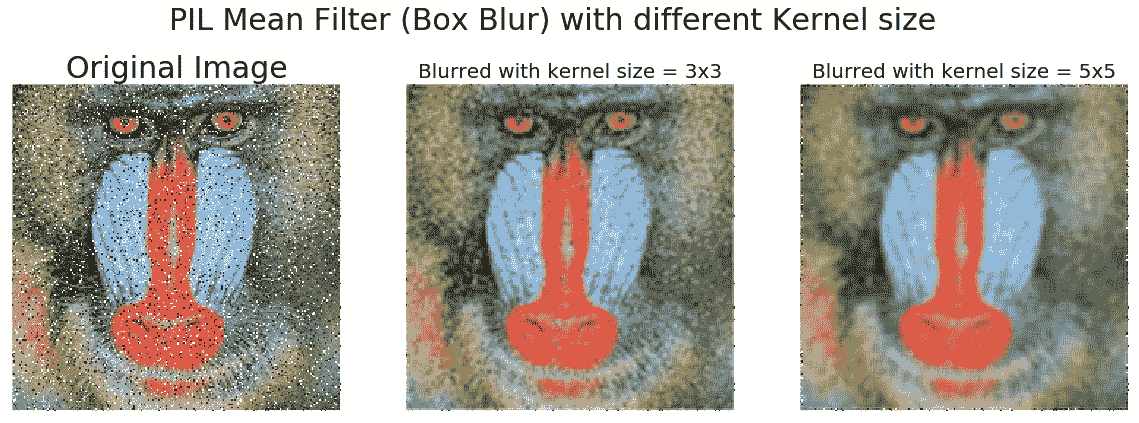 PIL Mean Filter (Box Blur) with different Kernel size
Original Image
Blurred with kernel size = 3x3
Blurred with kernel size = 5x5